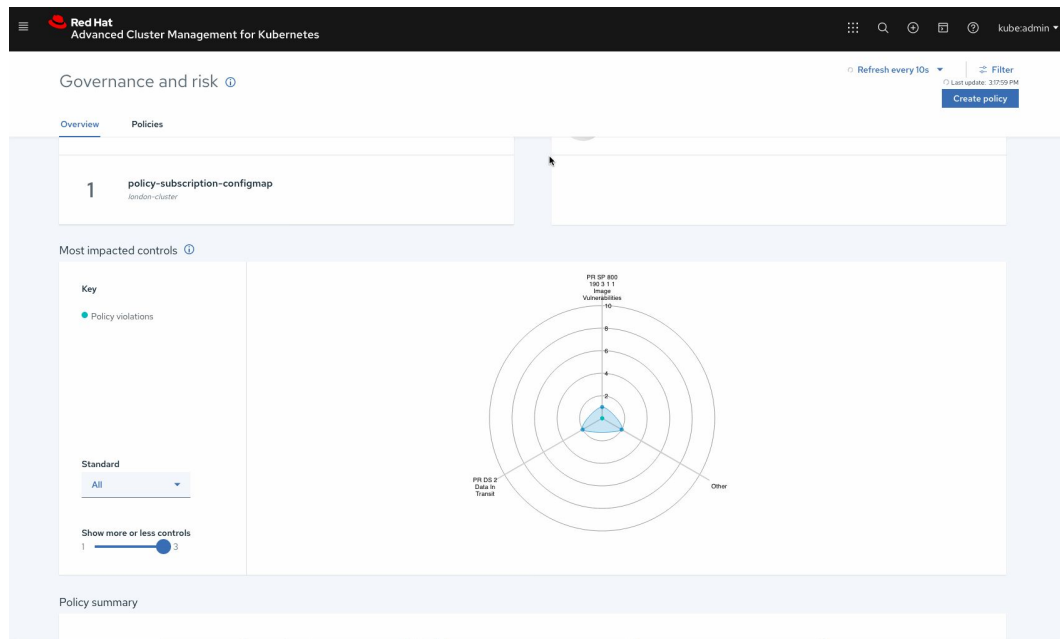 Red Hat
Advanced Cluster Management for Kubernetes
kube:admin
Governance and risk
Refresh every 10s
Filter
Last update: 3:17:59 PM
Create policy
Overview
Policies
1
policy-subscription-configmap
london-cluster
Most impacted controls
Key
Policy violations
PR SP 800
190 3 1 1
Image
Vulnerabilities
10
8
6
4
2
PR DS 2
Data In
Transit
Other
Standard
All
Show more or less controls
1
3
Policy summary